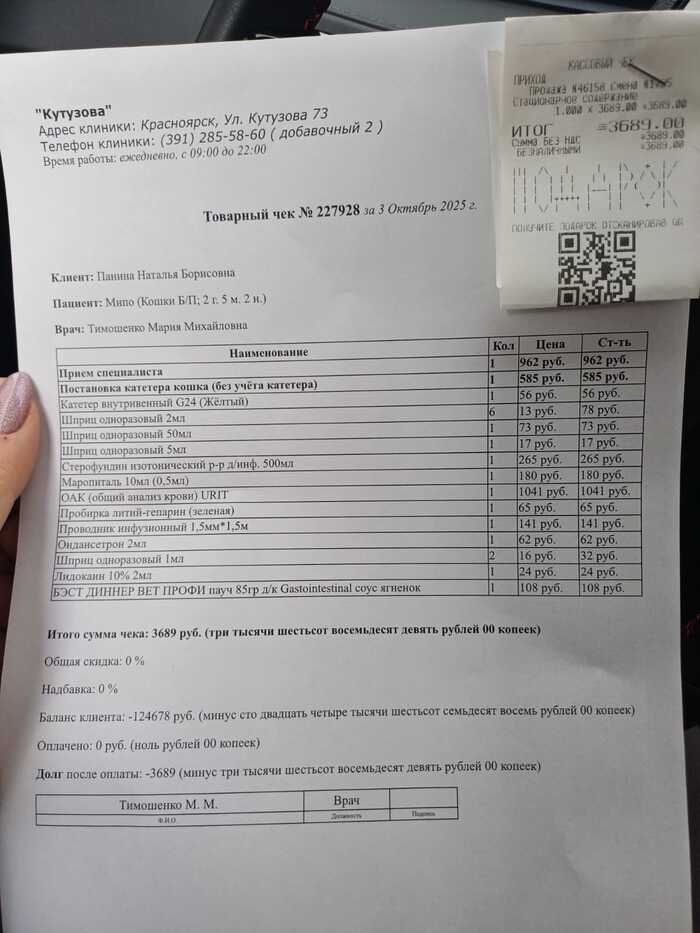 "Кутузова"
Адрес клиники: Красноярск, Ул. Кутузова 73
Телефон клиники: (391) 285-58-60 ( добавочный 2 )
Время работы: ежедневно, с 09:00 до 22:00
КАССОВЫЙ ЧЕК
ПРИХОД
Продажа №46158 Смена
Стационарное содержание
1.000 X 3689.00 =3689.00
ИТОГ =3689.00
СУММА БЕЗ НДС =3689.00
БЕЗНАЛИЧНЫМИ =3689.00
ПОЛУЧИТЕ ПОДАРОК ОТСКАНИРОВАВ QR
Товарный чек № 227928 за 3 Октябрь 2025 г.
Клиент: Панина Наталья Борисовна
Пациент: Мипо (Кошки Б/П; 2 г. 5 м. 2 н.)
Врач: Тимошенко Мария Михайловна
Наименование Кол Цена Ст-ть
Прием специалиста 1 962 руб. 962 руб.
Постановка катетера кошка (без учёта катетера) 1 585 руб. 585 руб.
Катетер внутривенный G24 (Жёлтый) 1 56 руб. 56 руб.
Шприц одноразовый 2мл 6 13 руб. 78 руб.
Шприц одноразовый 50мл 1 73 руб. 73 руб.
Шприц одноразовый 5мл 1 17 руб. 17 руб.
Стерофундин изотонический р-р д/инф. 500мл 1 265 руб. 265 руб.
Маропиталь 10мл (0,5мл) 1 180 руб. 180 руб.
ОАК (общий анализ крови) URIT 1 1041 руб. 1041 руб.
Пробирка литий-гепарин (зеленая) 1 65 руб. 65 руб.
Проводник инфузионный 1,5мм*1,5м 1 141 руб. 141 руб.
Ондансетрон 2мл 1 62 руб. 62 руб.
Шприц одноразовый 1мл 2 16 руб. 32 руб.
Лидокаин 10% 2мл 1 24 руб. 24 руб.
БЭСТ ДИННЕР ВЕТ ПРОФИ пауч 85гр д/к Gastointestinal соус ягненок 1 108 руб. 108 руб.
Итого сумма чека: 3689 руб. (три тысячи шестьсот восемьдесят девять рублей 00 копеек)
Общая скидка: 0 %
Надбавка: 0 %
Баланс клиента: -124678 руб. (минус сто двадцать четыре тысячи шестьсот семьдесят восемь рублей 00 копеек)
Оплачено: 0 руб. (ноль рублей 00 копеек)
Долг после оплаты: -3689 (минус три тысячи шестьсот восемьдесят девять рублей 00 копеек)
Тимошенко М. М. Врач
Ф.И.О. Должность Подпись